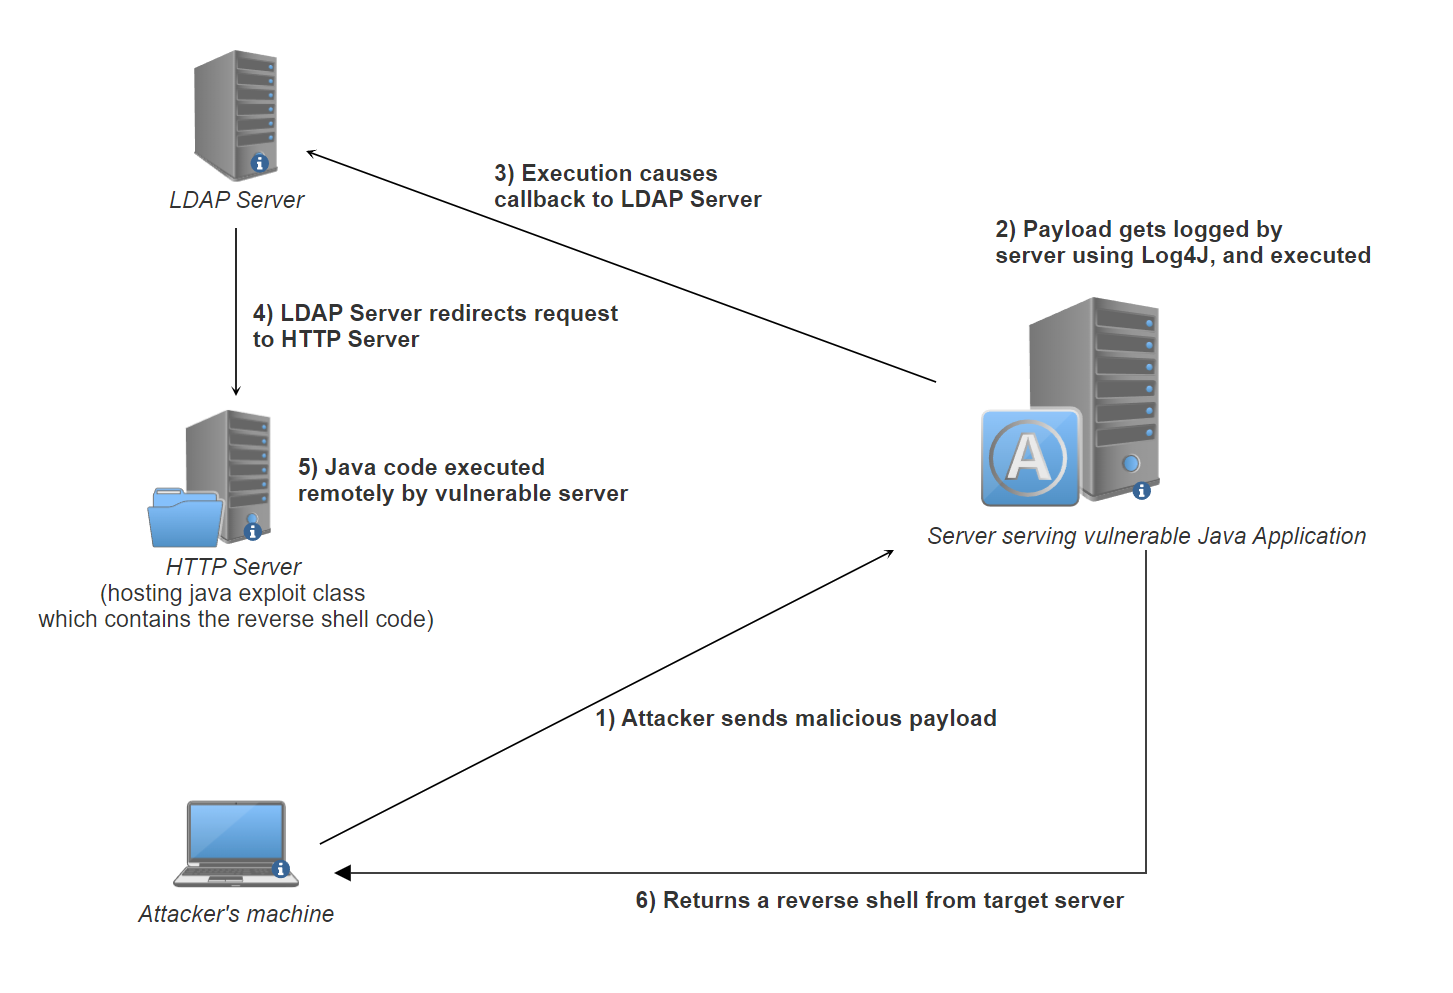 LDAP Server
3) Execution causes
callback to LDAP Server
2) Payload gets logged by
server using Log4J, and executed
4) LDAP Server redirects request
to HTTP Server
A
5) Java code executed
remotely by vulnerable server
Server serving vulnerable Java Application
HTTP Server
(hosting java exploit class
which contains the reverse shell code)
1) Attacker sends malicious payload
6) Returns a reverse shell from target server
Attacker's machine